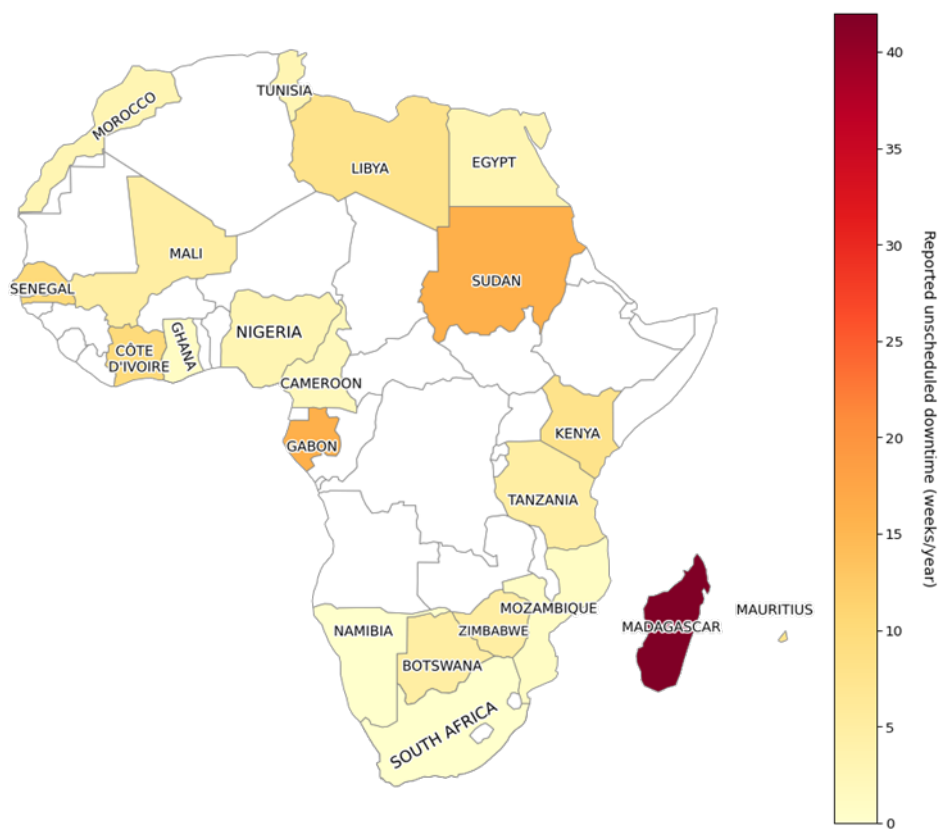 TUNISIA
MOROCCO
LIBYA
EGYPT
MALI
SENEGAL
SUDAN
NIGERIA
GHANA
CÔTE
D'IVOIRE
CAMEROON
GABON
KENYA
TANZANIA
MOZAMBIQUE
MAURITIUS
MADAGASCAR
NAMIBIA
ZIMBABWE
BOTSWANA
SOUTH AFRICA
40
35
30
25
20
15
10
5
0
Reported unscheduled downtime (weeks/year)